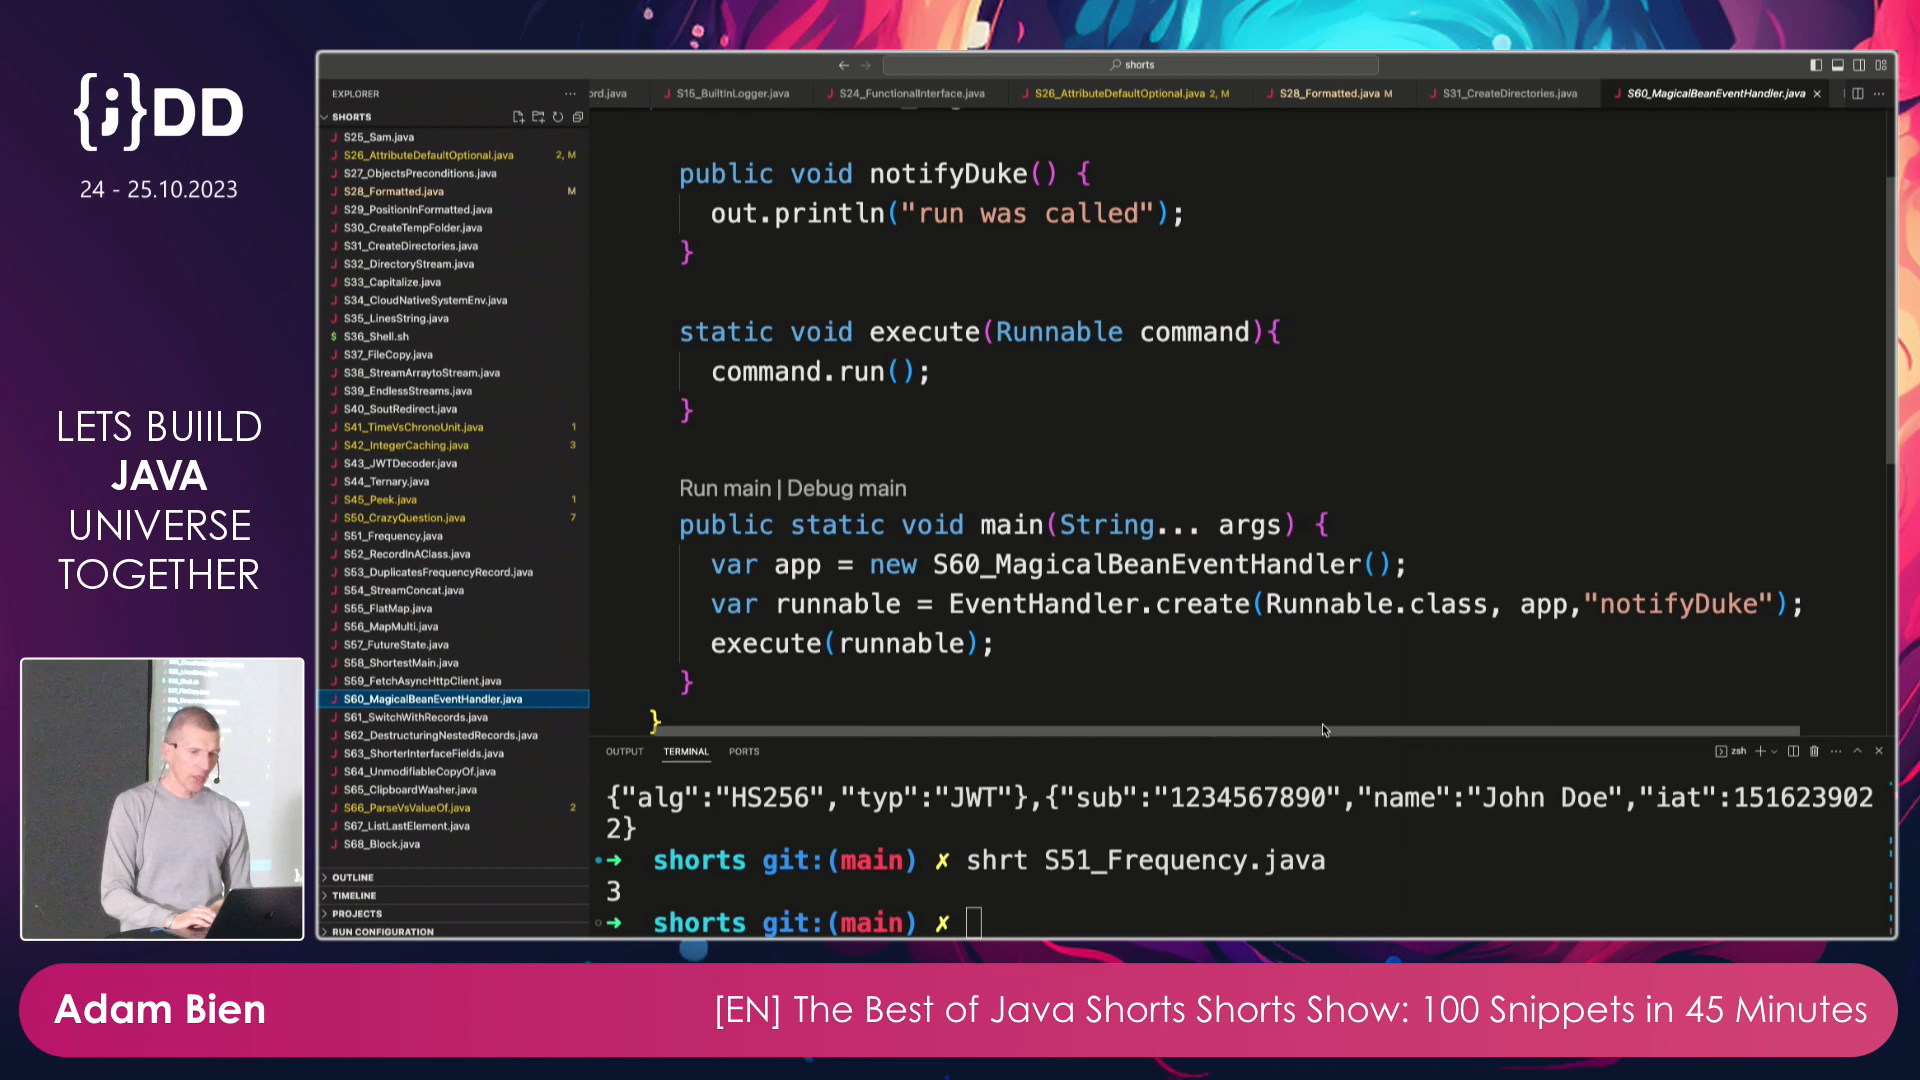 {j}DD
24 - 25.10.2023
LETS BUIILD
JAVA
UNIVERSE
TOGETHER
shorts
EXPLORER
ord.java
S15_BuiltInLogger.java
S24_FunctionalInterface.java
S26_AttributeDefaultOptional.java 2, M
S28_Formatted.java M
S31_CreateDirectories.java
S60_MagicalBeanEventHandler.java
SHORTS
S25_Sam.java
S26_AttributeDefaultOptional.java 2, M
S27_ObjectsPreconditions.java
S28_Formatted.java M
S29_PositionInFormatted.java
S30_CreateTempFolder.java
S31_CreateDirectories.java
S32_DirectoryStream.java
S33_Capitalize.java
S34_CloudNativeSystemEnv.java
S35_LinesString.java
$ S36_Shell.sh
S37_FileCopy.java
S38_StreamArraytoStream.java
S39_EndlessStreams.java
S40_SoutRedirect.java
S41_TimeVsChronoUnit.java 1
S42_IntegerCaching.java 3
S43_JWTDecoder.java
S44_Ternary.java
S45_Peek.java 1
S50_CrazyQuestion.java 7
S51_Frequency.java
S52_RecordInAClass.java
S53_DuplicatesFrequencyRecord.java
S54_StreamConcat.java
S55_FlatMap.java
S56_MapMulti.java
S57_FutureState.java
S58_ShortestMain.java
S59_FetchAsyncHttpClient.java
S60_MagicalBeanEventHandler.java
S61_SwitchWithRecords.java
S62_DestructuringNestedRecords.java
S63_ShorterInterfaceFields.java
S64_UnmodifiableCopyOf.java
S65_ClipboardWasher.java
S66_ParseVsValueOf.java 2
S67_ListLastElement.java
S68_Block.java
OUTLINE
TIMELINE
PROJECTS
RUN CONFIGURATION
public void notifyDuke() {
out.println("run was called");
}
static void execute(Runnable command){
command.run();
}
Run main | Debug main
public static void main(String... args) {
var app = new S60_MagicalBeanEventHandler();
var runnable = EventHandler.create(Runnable.class, app,"notifyDuke");
execute(runnable);
}
}
OUTPUT TERMINAL PORTS
zsh
{"alg":"HS256","typ":"JWT"},{"sub":"1234567890","name":"John Doe","iat":151623902
2}
➜ shorts git:(main) ✗ shrt S51_Frequency.java
3
➜ shorts git:(main) ✗
Adam Bien
[EN] The Best of Java Shorts Shorts Show: 100 Snippets in 45 Minutes